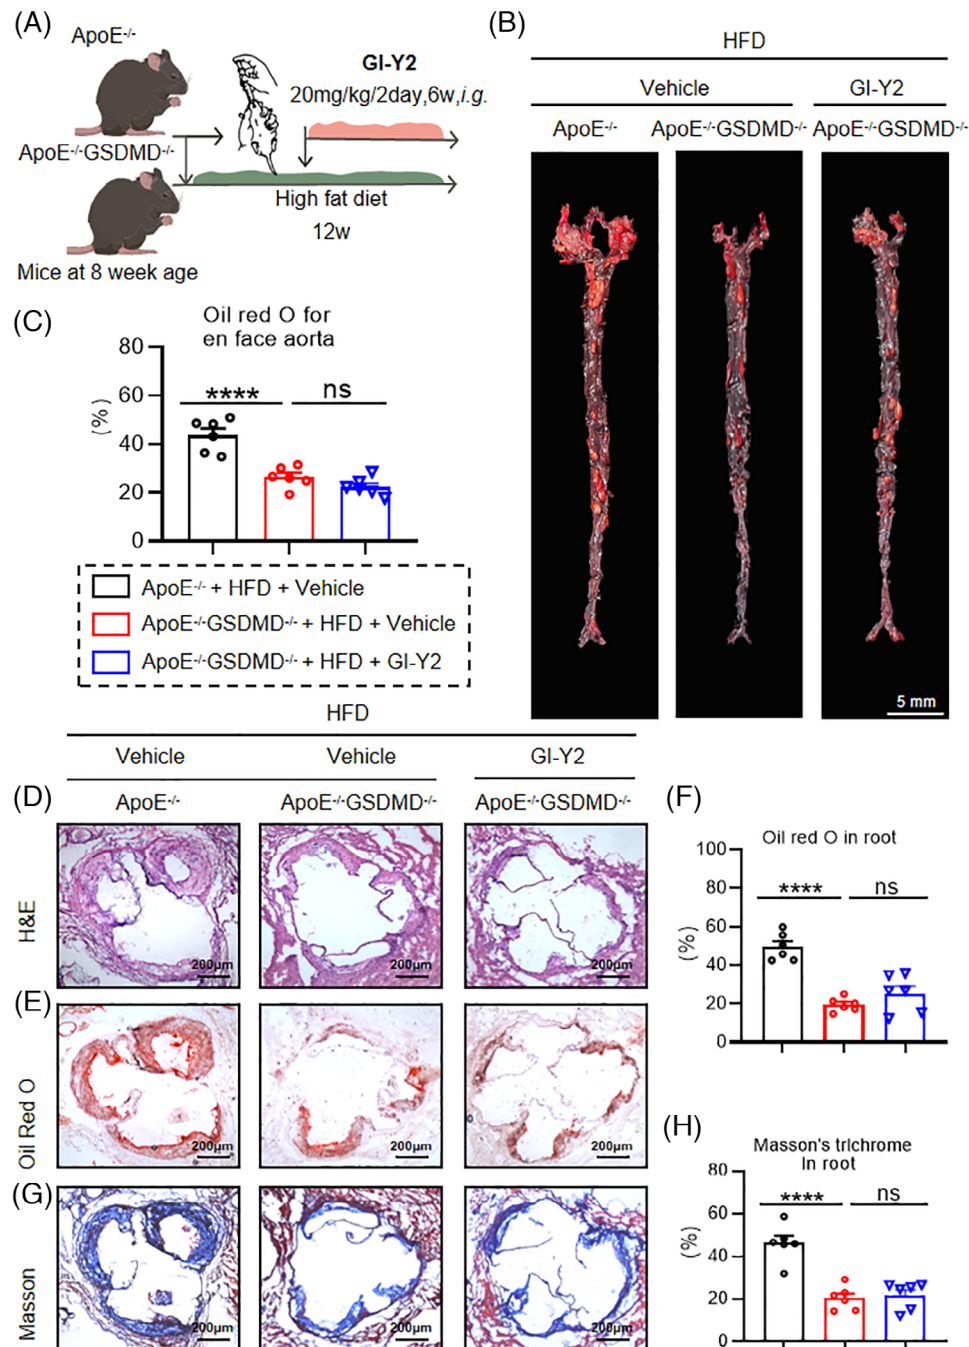 (A)
ApoE-/-
GI-Y2
20mg/kg/2day,6w,i.g.
ApoE-/-GSDMD-/-
High fat diet
12w
Mice at 8 week age
(B)
HFD
Vehicle
GI-Y2
ApoE-/-
ApoE-/-GSDMD-/-
ApoE-/-GSDMD-/-
5 mm
(C)
Oil red O for
en face aorta
(%)
80
60
40
20
0
****
ns
ApoE-/- + HFD + Vehicle
ApoE-/-GSDMD-/- + HFD + Vehicle
ApoE-/-GSDMD-/- + HFD + GI-Y2
HFD
Vehicle
Vehicle
GI-Y2
(D)
ApoE-/-
ApoE-/-GSDMD-/-
ApoE-/-GSDMD-/-
H&E
200μm
200μm
200μm
(E)
Oil Red O
200μm
200μm
200μm
(F)
Oil red O in root
(%)
100
80
60
40
20
0
****
ns
(G)
Masson
200μm
200μm
200μm
(H)
Masson's trichrome
In root
(%)
80
60
40
20
0
****
ns